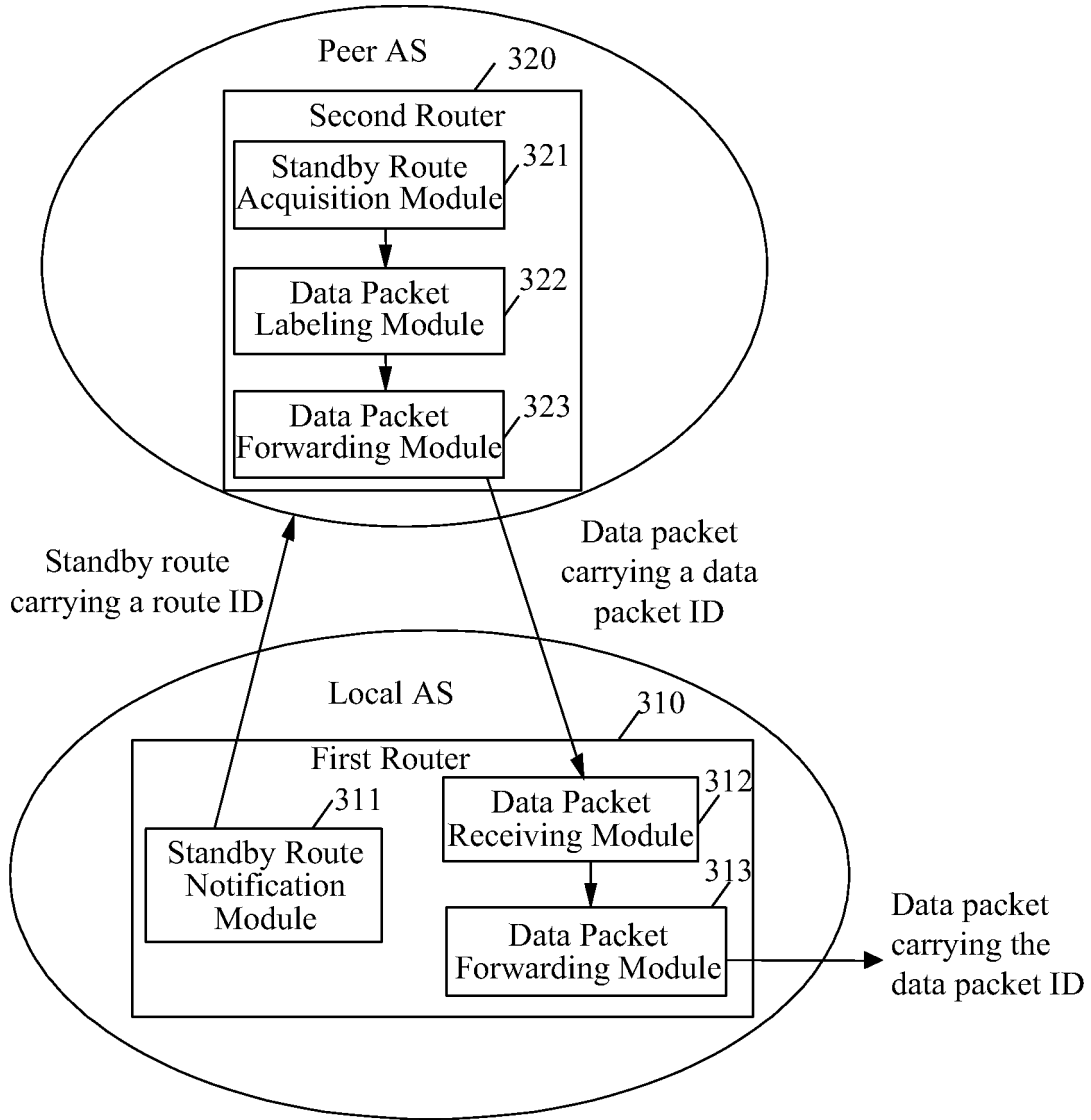 Peer AS
320
Second Router
Standby Route
Acquisition Module
321
Data Packet
Labeling Module
322
Data Packet
Forwarding Module
323
Standby route
carrying a route ID
Data packet
carrying a data
packet ID
Local AS
310
First Router
311
Standby Route
Notification
Module
Data Packet
Receiving Module
312
313
Data Packet
Forwarding Module
Data packet
carrying the
data packet ID